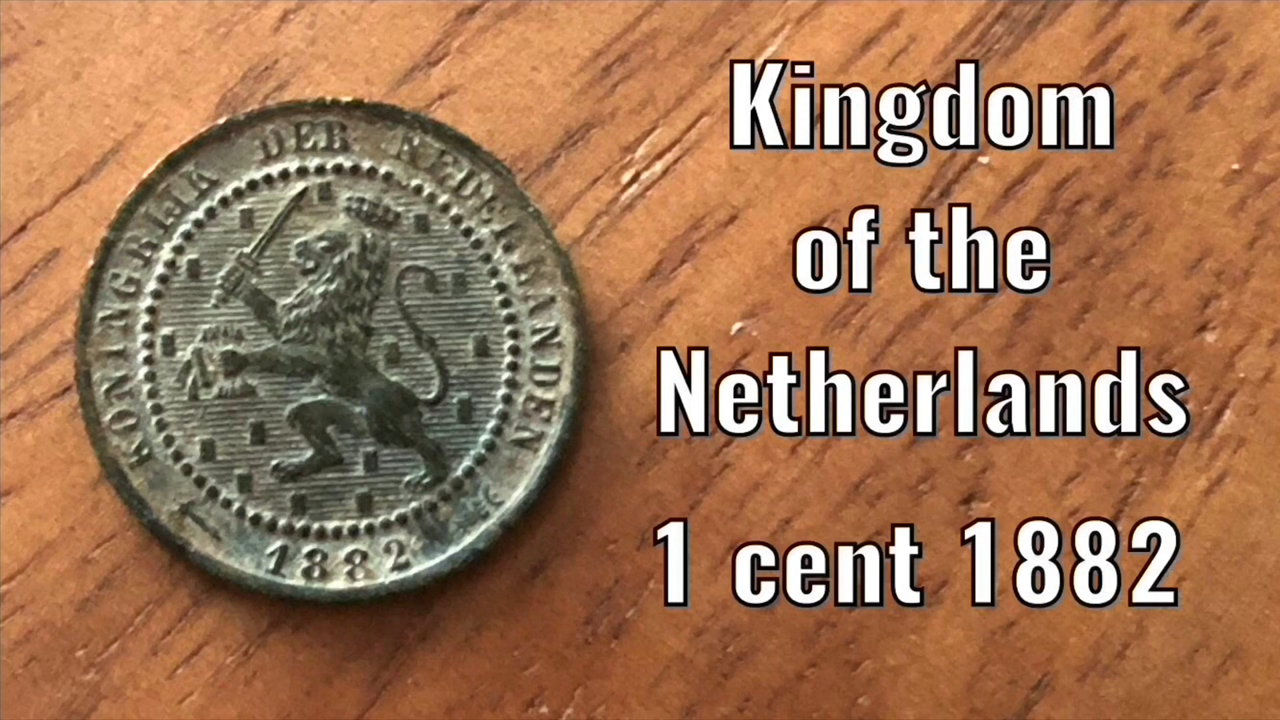 KONINGRIJK DER NEDERLANDEN
1882
Kingdom
of the
Netherlands
1 cent 1882